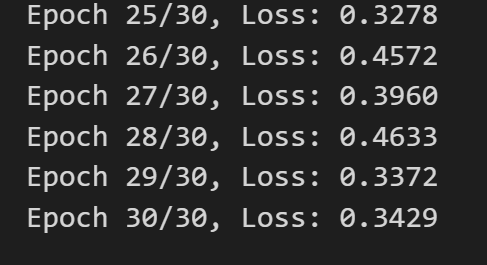 Epoch 25/30, Loss: 0.3278
Epoch 26/30, Loss: 0.4572
Epoch 27/30, Loss: 0.3960
Epoch 28/30, Loss: 0.4633
Epoch 29/30, Loss: 0.3372
Epoch 30/30, Loss: 0.3429